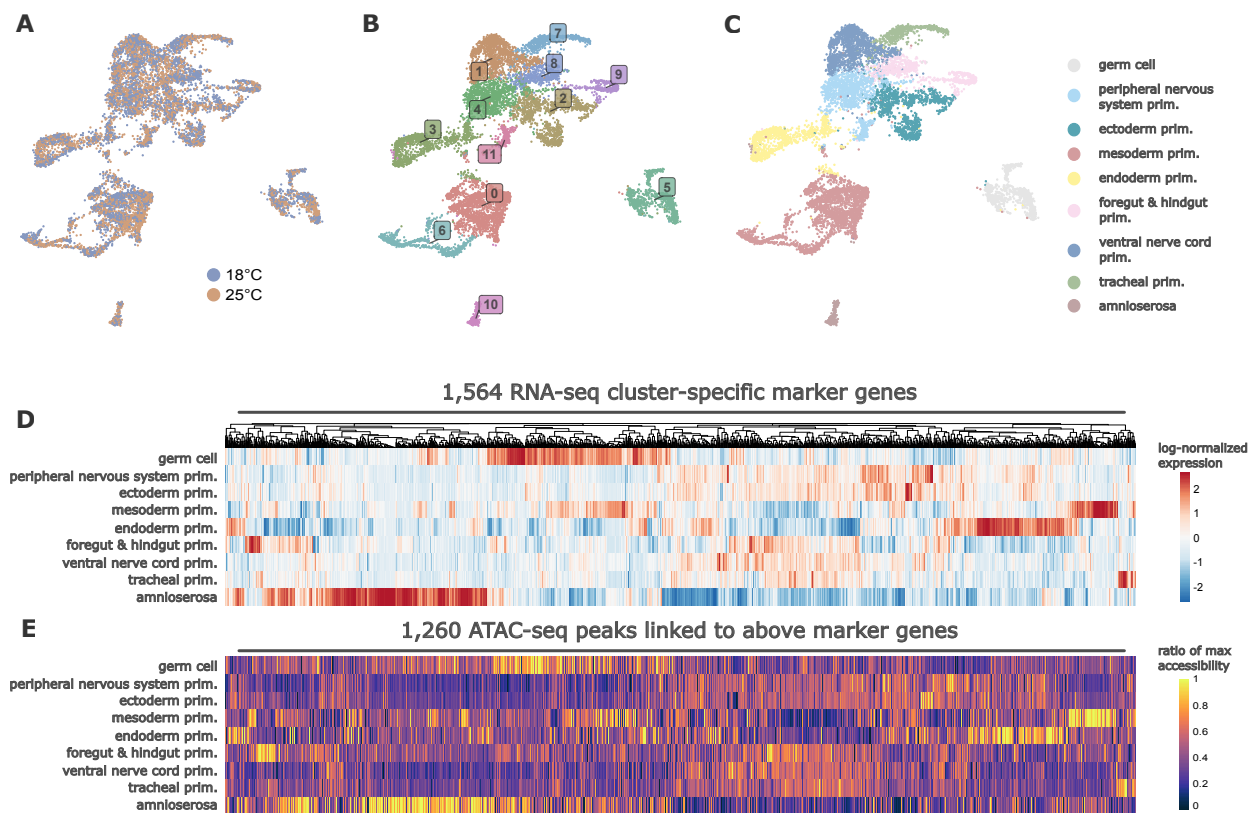 A
B
C
18°C
25°C
7
1
8
9
4
2
3
11
0
5
6
10
germ cell
peripheral nervous
system prim.
ectoderm prim.
mesoderm prim.
endoderm prim.
foregut & hindgut
prim.
ventral nerve cord
prim.
tracheal prim.
amnioserosa
1,564 RNA-seq cluster-specific marker genes
D
germ cell
peripheral nervous system prim.
ectoderm prim.
mesoderm prim.
endoderm prim.
foregut & hindgut prim.
ventral nerve cord prim.
tracheal prim.
amnioserosa
log-normalized
expression
2
1
0
-1
-2
E
1,260 ATAC-seq peaks linked to above marker genes
germ cell
peripheral nervous system prim.
ectoderm prim.
mesoderm prim.
endoderm prim.
foregut & hindgut prim.
ventral nerve cord prim.
tracheal prim.
amnioserosa
ratio of max
accessibility
1
0.8
0.6
0.4
0.2
0